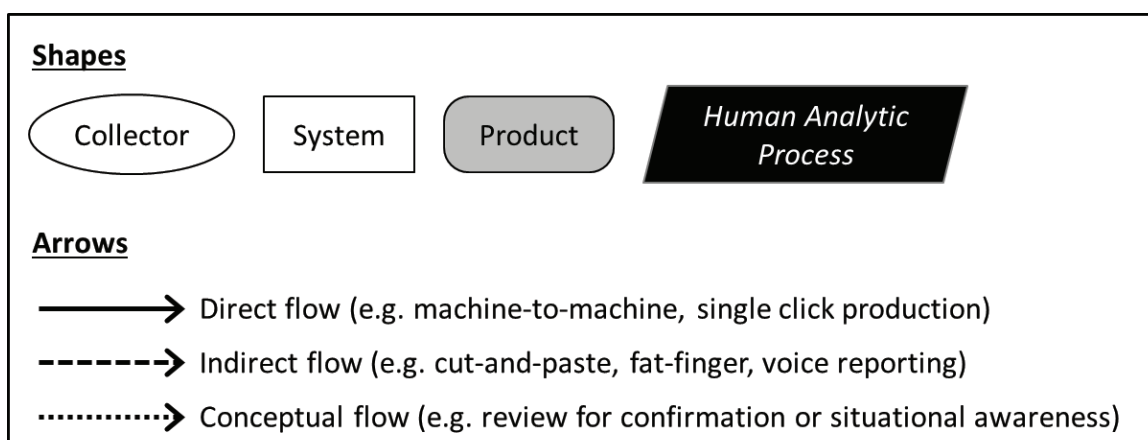 Shapes
Collector
System
Product
Human Analytic
Process
Arrows
Direct flow (e.g. machine-to-machine, single click production)
Indirect flow (e.g. cut-and-paste, fat-finger, voice reporting)
Conceptual flow (e.g. review for confirmation or situational awareness)